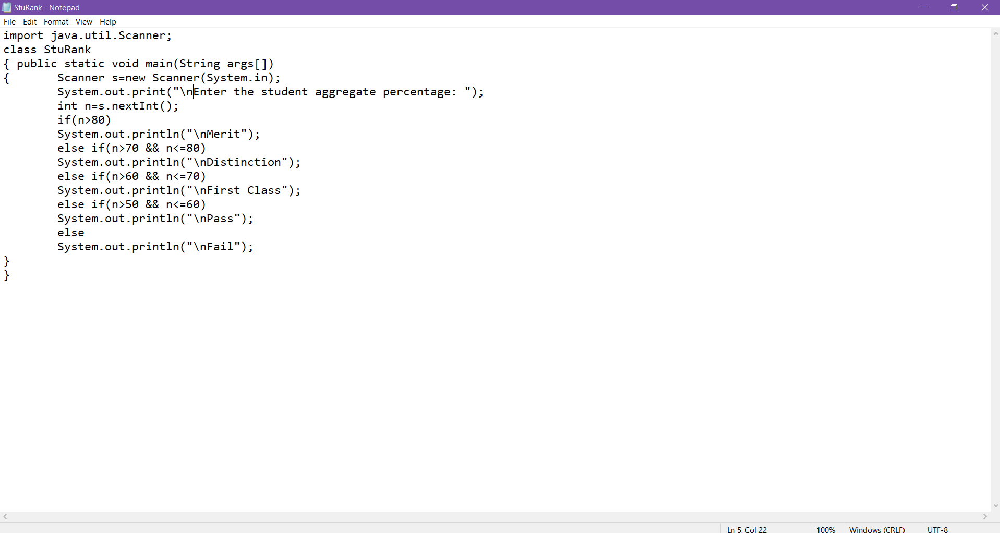 StuRank - Notepad
File Edit Format View Help
import java.util.Scanner;
class StuRank
{ public static void main(String args[])
{ Scanner s=new Scanner(System.in);
System.out.print("\nEnter the student aggregate percentage: ");
int n=s.nextInt();
if(n>80)
System.out.println("\nMerit");
else if(n>70 && n<=80)
System.out.println("\nDistinction");
else if(n>60 && n<=70)
System.out.println("\nFirst Class");
else if(n>50 && n<=60)
System.out.println("\nPass");
else
System.out.println("\nFail");
}
}
Ln 5, Col 22 100% Windows (CRLF) UTF-8